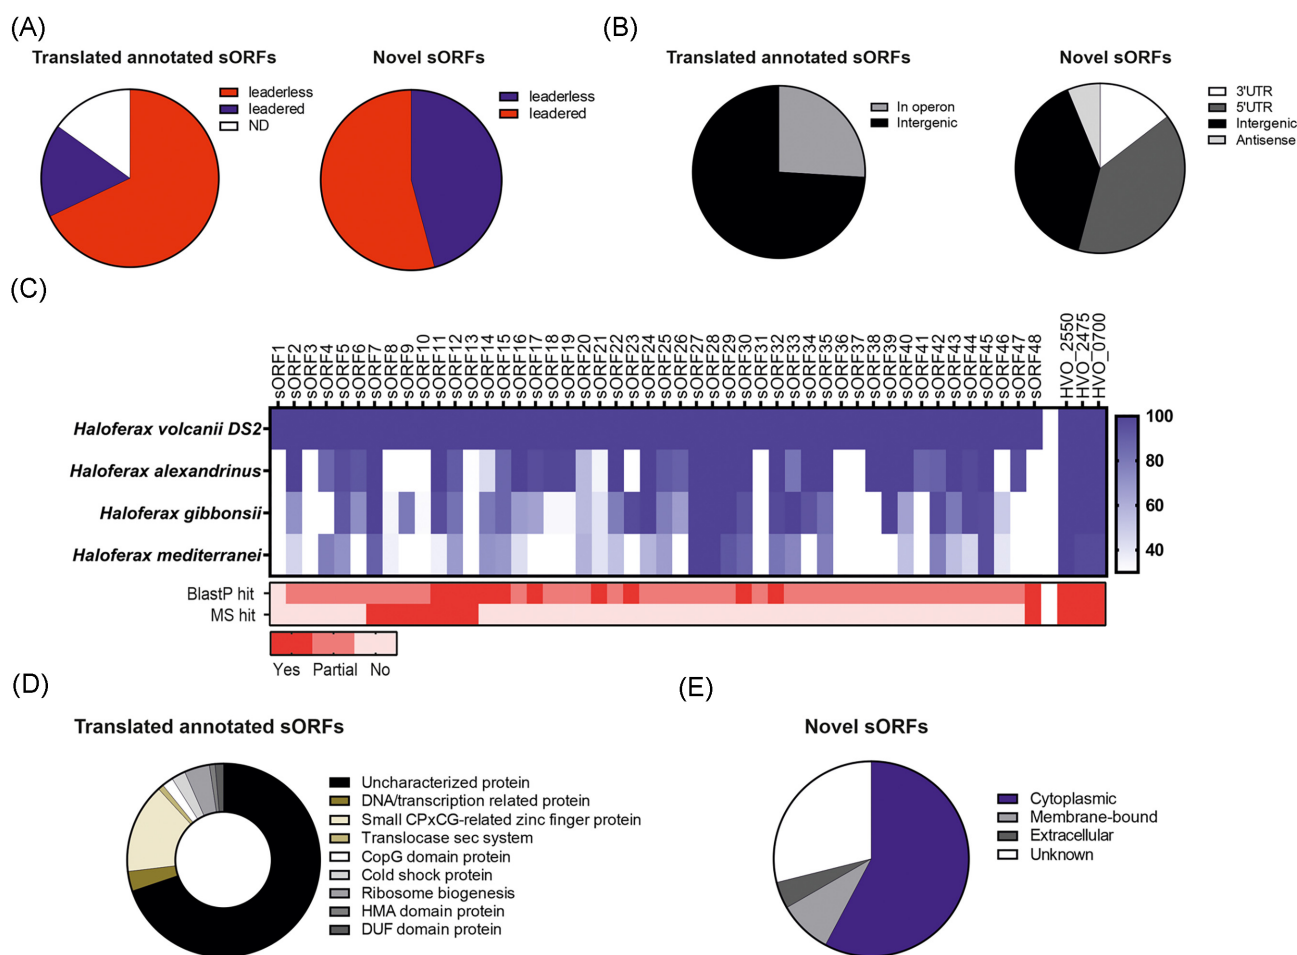 (A)
Translated annotated sORFs
leaderless
leadered
ND
Novel sORFs
leaderless
leadered
(B)
Translated annotated sORFs
In operon
Intergenic
Novel sORFs
3'UTR
5'UTR
Intergenic
Antisense
(C)
sORF1
sORF2
sORF3
sORF4
sORF5
sORF6
sORF7
sORF8
sORF9
sORF10
sORF11
sORF12
sORF13
sORF14
sORF15
sORF16
sORF17
sORF18
sORF19
sORF20
sORF21
sORF22
sORF23
sORF24
sORF25
sORF26
sORF27
sORF28
sORF29
sORF30
sORF31
sORF32
sORF33
sORF34
sORF35
sORF36
sORF37
sORF38
sORF39
sORF40
sORF41
sORF42
sORF43
sORF44
sORF45
sORF46
sORF47
sORF48
HVO_2550
HVO_2475
HVO_0700
Haloferax volcanii DS2
Haloferax alexandrinus
Haloferax gibbonsii
Haloferax mediterranei
100
80
60
40
BlastP hit
MS hit
Yes Partial No
(D)
Translated annotated sORFs
Uncharacterized protein
DNA/transcription related protein
Small CPxCG-related zinc finger protein
Translocase sec system
CopG domain protein
Cold shock protein
Ribosome biogenesis
HMA domain protein
DUF domain protein
(E)
Novel sORFs
Cytoplasmic
Membrane-bound
Extracellular
Unknown